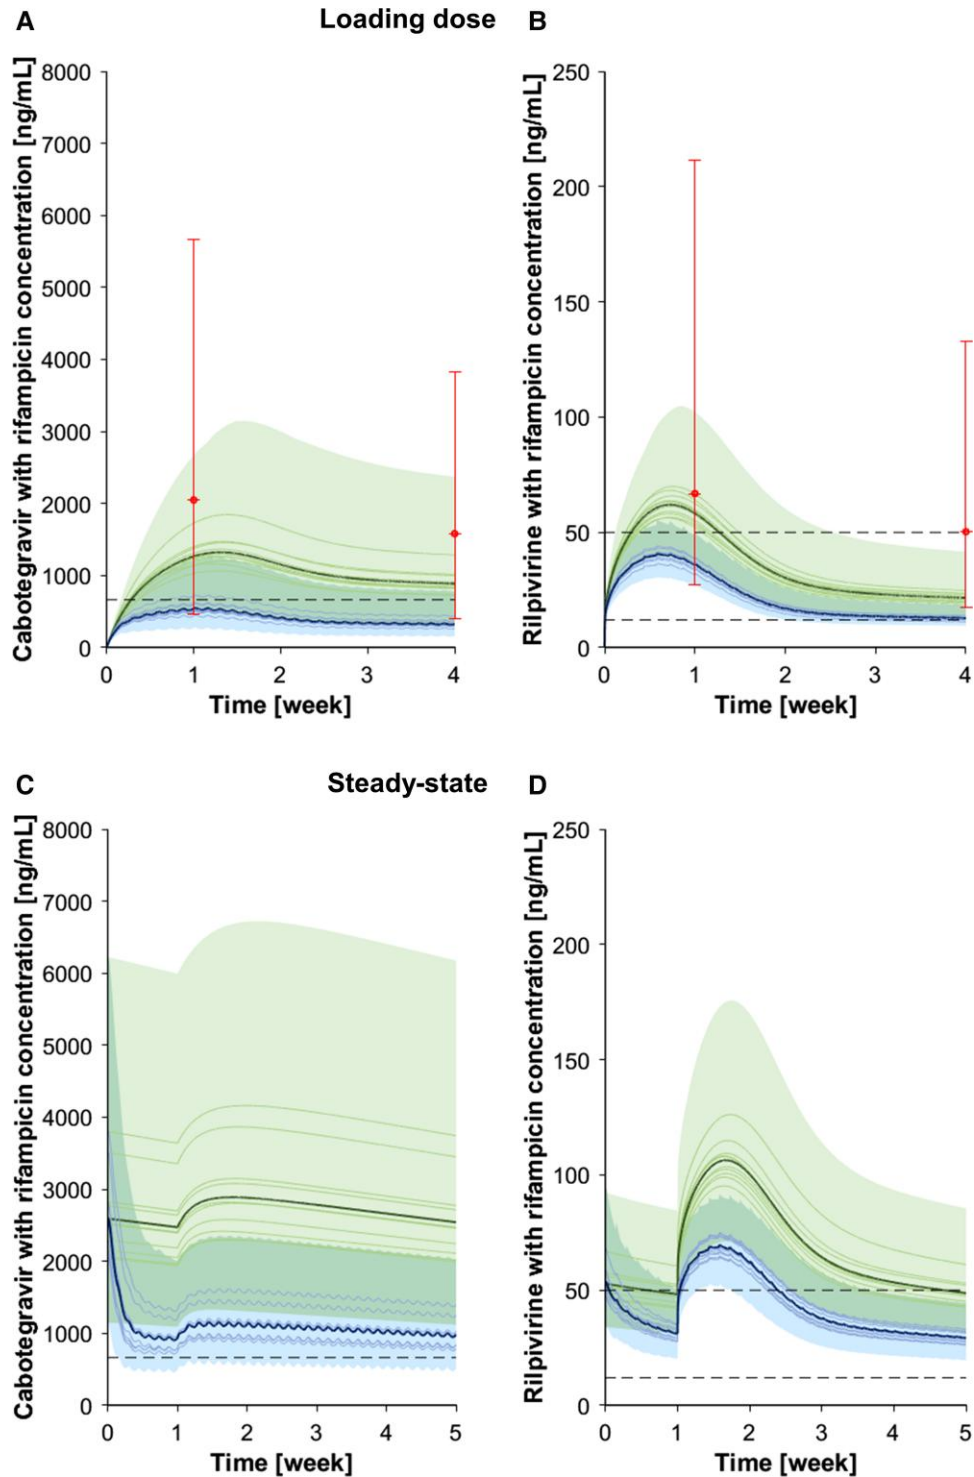 A
Loading dose
B
Cabotegravir with rifampicin concentration [ng/mL]
8000
7000
6000
5000
4000
3000
2000
1000
0
0 1 2 3 4
Time [week]
Rilpivirine with rifampicin concentration [ng/mL]
250
200
150
100
50
0
0 1 2 3 4
Time [week]
C
Steady-state
D
Cabotegravir with rifampicin concentration [ng/mL]
8000
7000
6000
5000
4000
3000
2000
1000
0
0 1 2 3 4 5
Time [week]
Rilpivirine with rifampicin concentration [ng/mL]
250
200
150
100
50
0
0 1 2 3 4 5
Time [week]